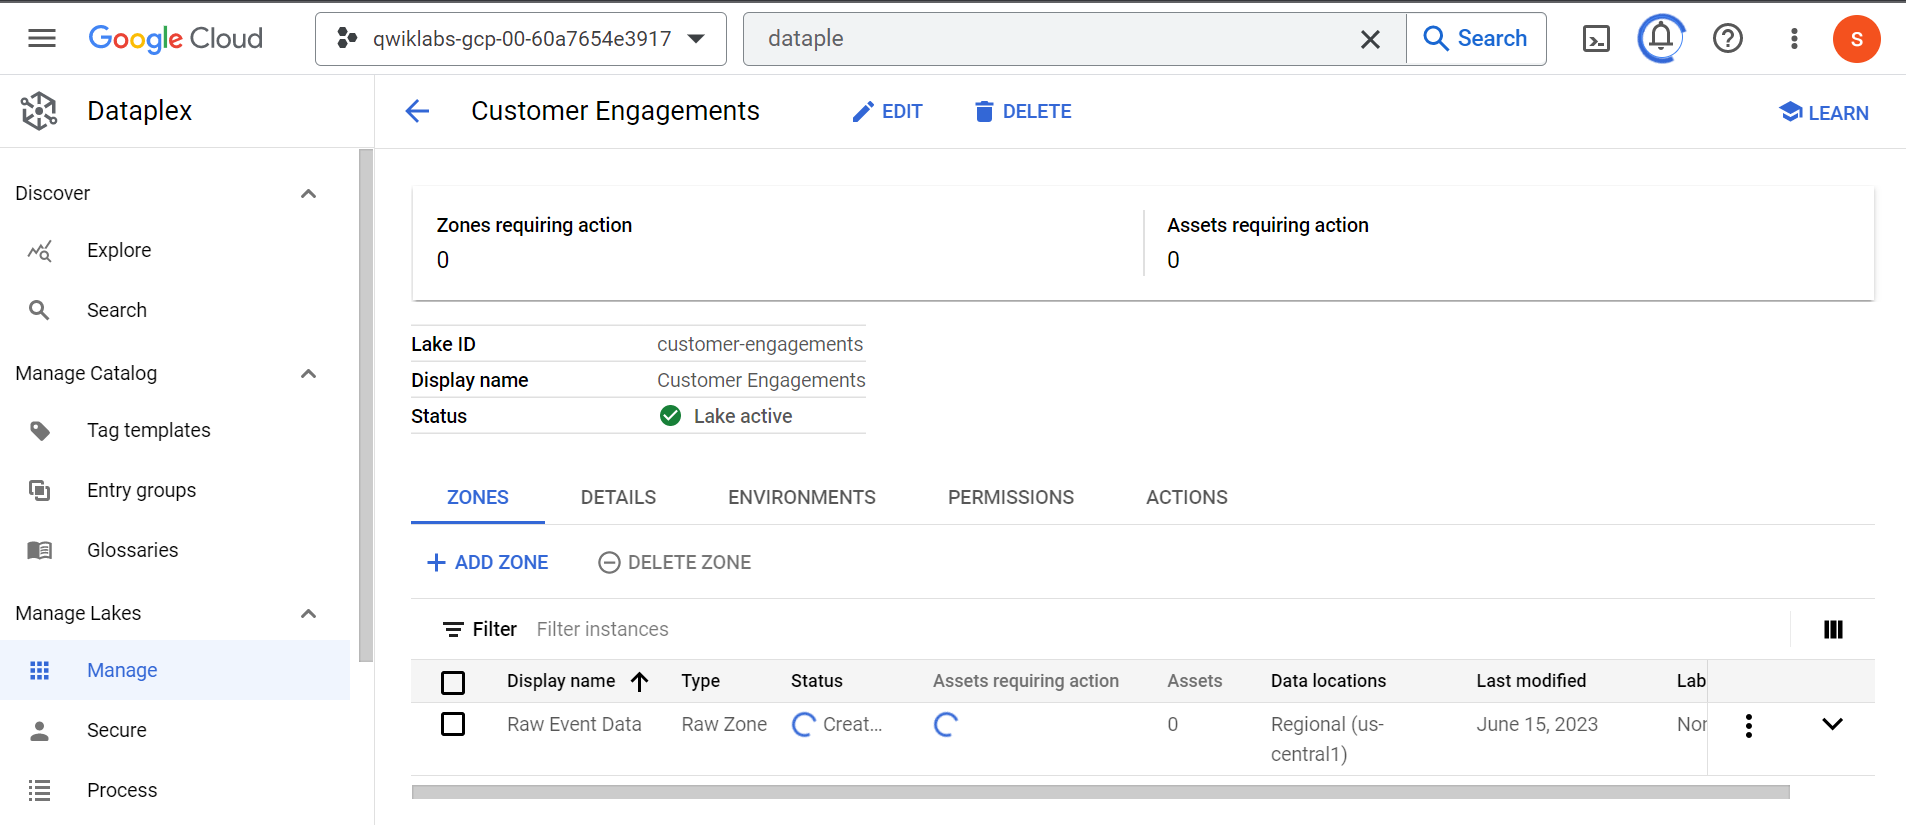 Google Cloud
qwiklabs-gcp-00-60a7654e3917
dataple
Search
S
Dataplex
Customer Engagements
EDIT
DELETE
LEARN
Discover
Explore
Search
Manage Catalog
Tag templates
Entry groups
Glossaries
Manage Lakes
Manage
Secure
Process
Zones requiring action
0
Assets requiring action
0
Lake ID customer-engagements
Display name Customer Engagements
Status Lake active
ZONES DETAILS ENVIRONMENTS PERMISSIONS ACTIONS
ADD ZONE DELETE ZONE
Filter Filter instances
Display name Type Status Assets requiring action Assets Data locations Last modified Lab
Raw Event Data Raw Zone Creat... 0 Regional (us-
central1) June 15, 2023 Nor